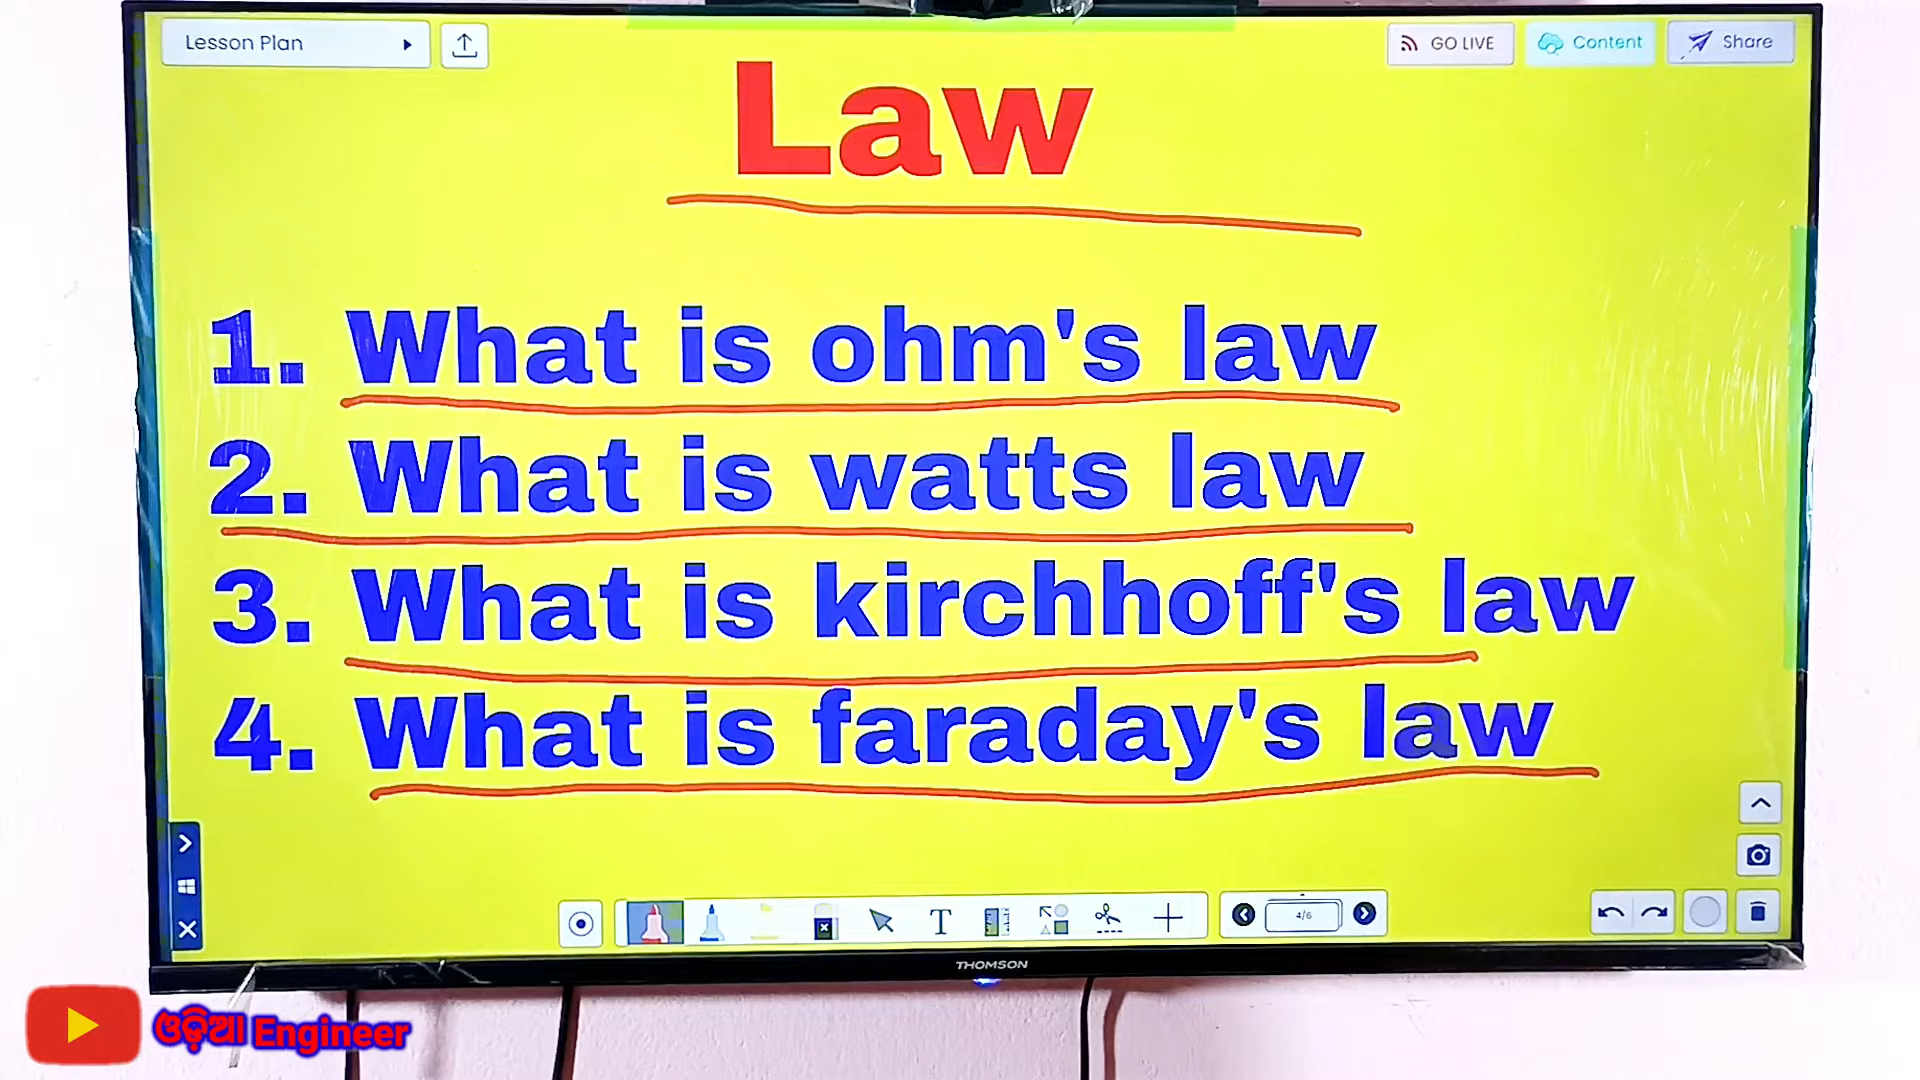 Lesson Plan
GO LIVE
Content
Share
Law
1. What is ohm's law
2. What is watts law
3. What is kirchhoff's law
4. What is faraday's law
T
4/6
THOMSON
ଓଡ଼ିଆ Engineer